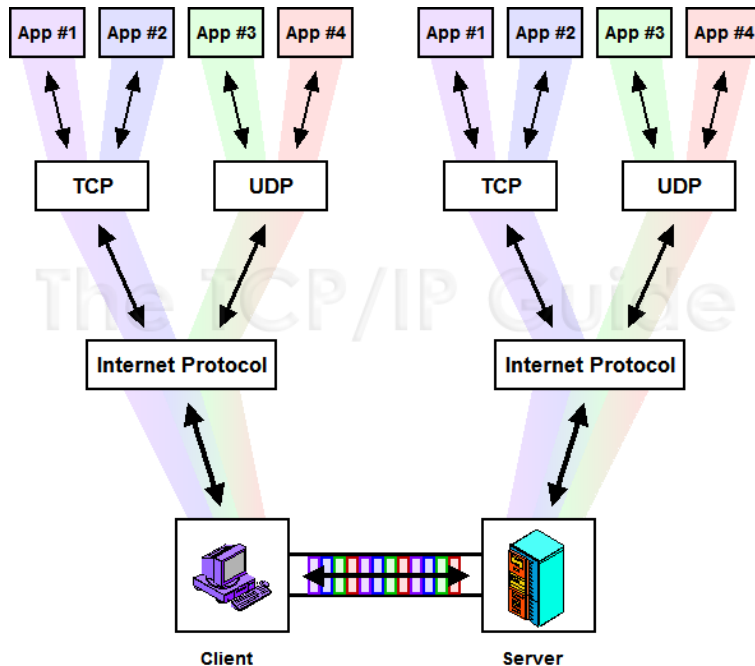 App #1 App #2 App #3 App #4 App #1 App #2 App #3 App #4
TCP UDP TCP UDP
The TCP/IP Guide
Internet Protocol Internet Protocol
Client Server